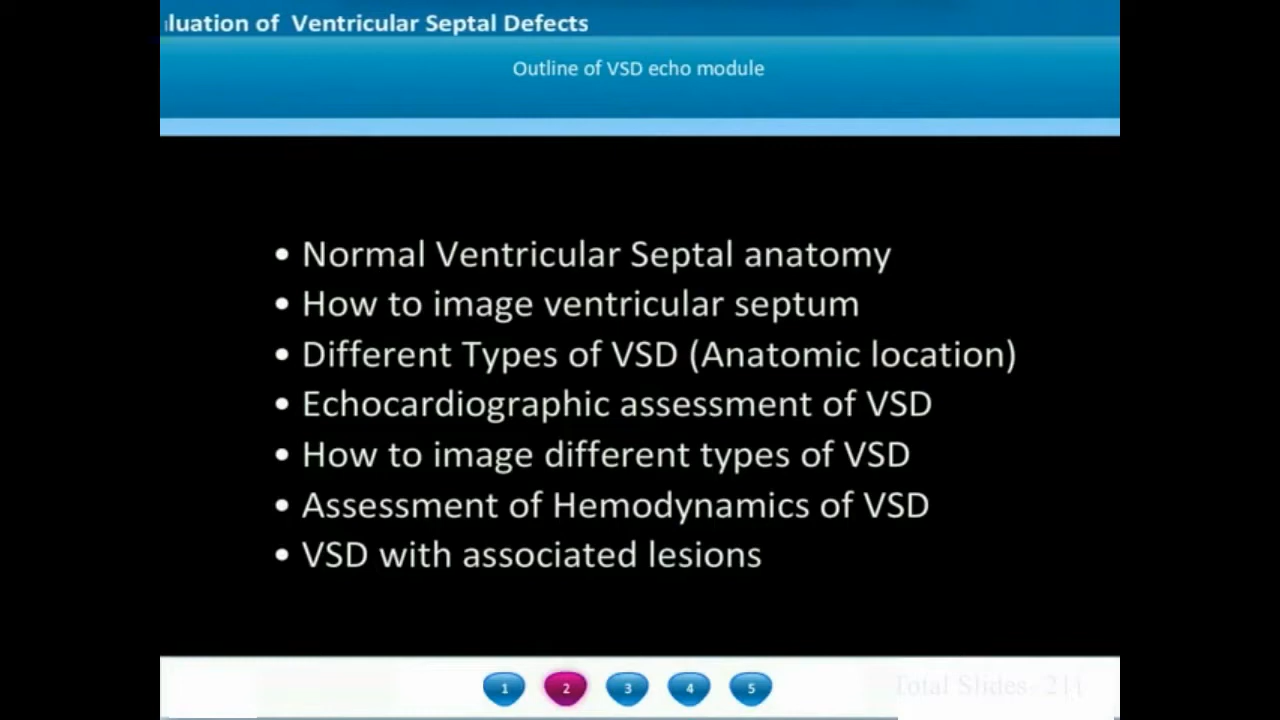 luation of Ventricular Septal Defects
Outline of VSD echo module
• Normal Ventricular Septal anatomy
• How to image ventricular septum
• Different Types of VSD (Anatomic location)
• Echocardiographic assessment of VSD
• How to image different types of VSD
• Assessment of Hemodynamics of VSD
• VSD with associated lesions
1 2 3 4 5
Total Slides